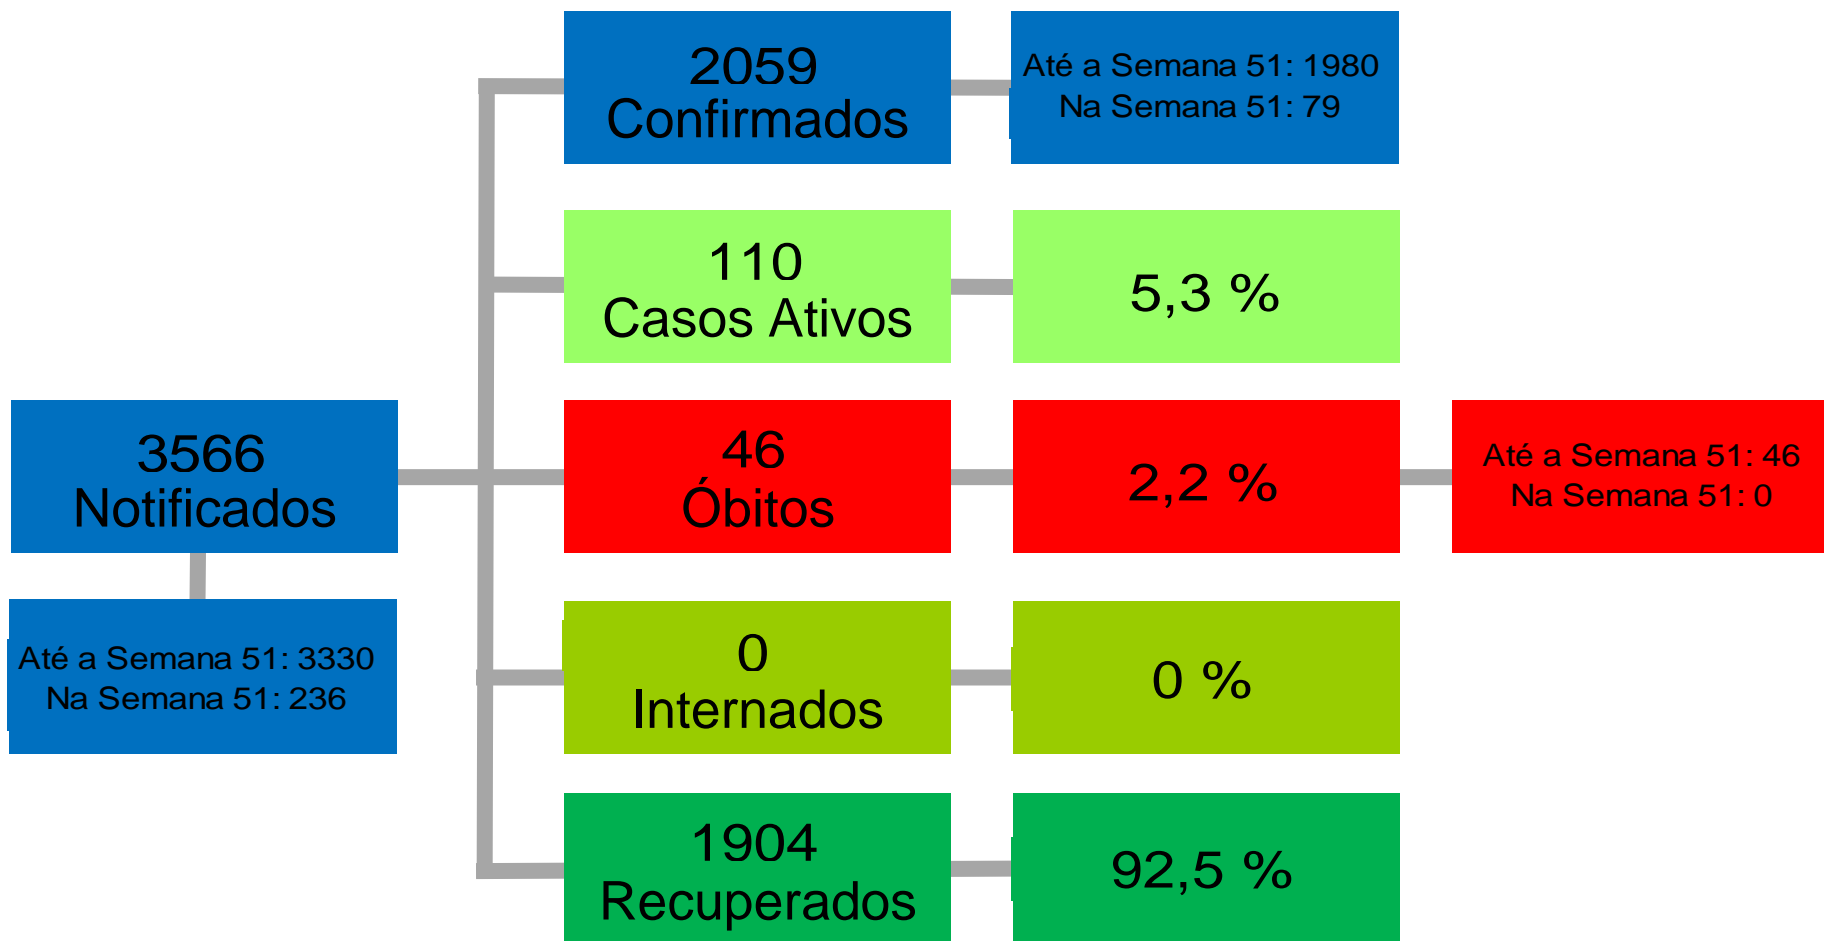 2059
Confirmados
Até a Semana 51: 1980
Na Semana 51: 79
110
Casos Ativos
5,3 %
3566
Notificados
46
Óbitos
2,2 %
Até a Semana 51: 46
Na Semana 51: 0
Até a Semana 51: 3330
Na Semana 51: 236
0
Internados
0 %
1904
Recuperados
92,5 %